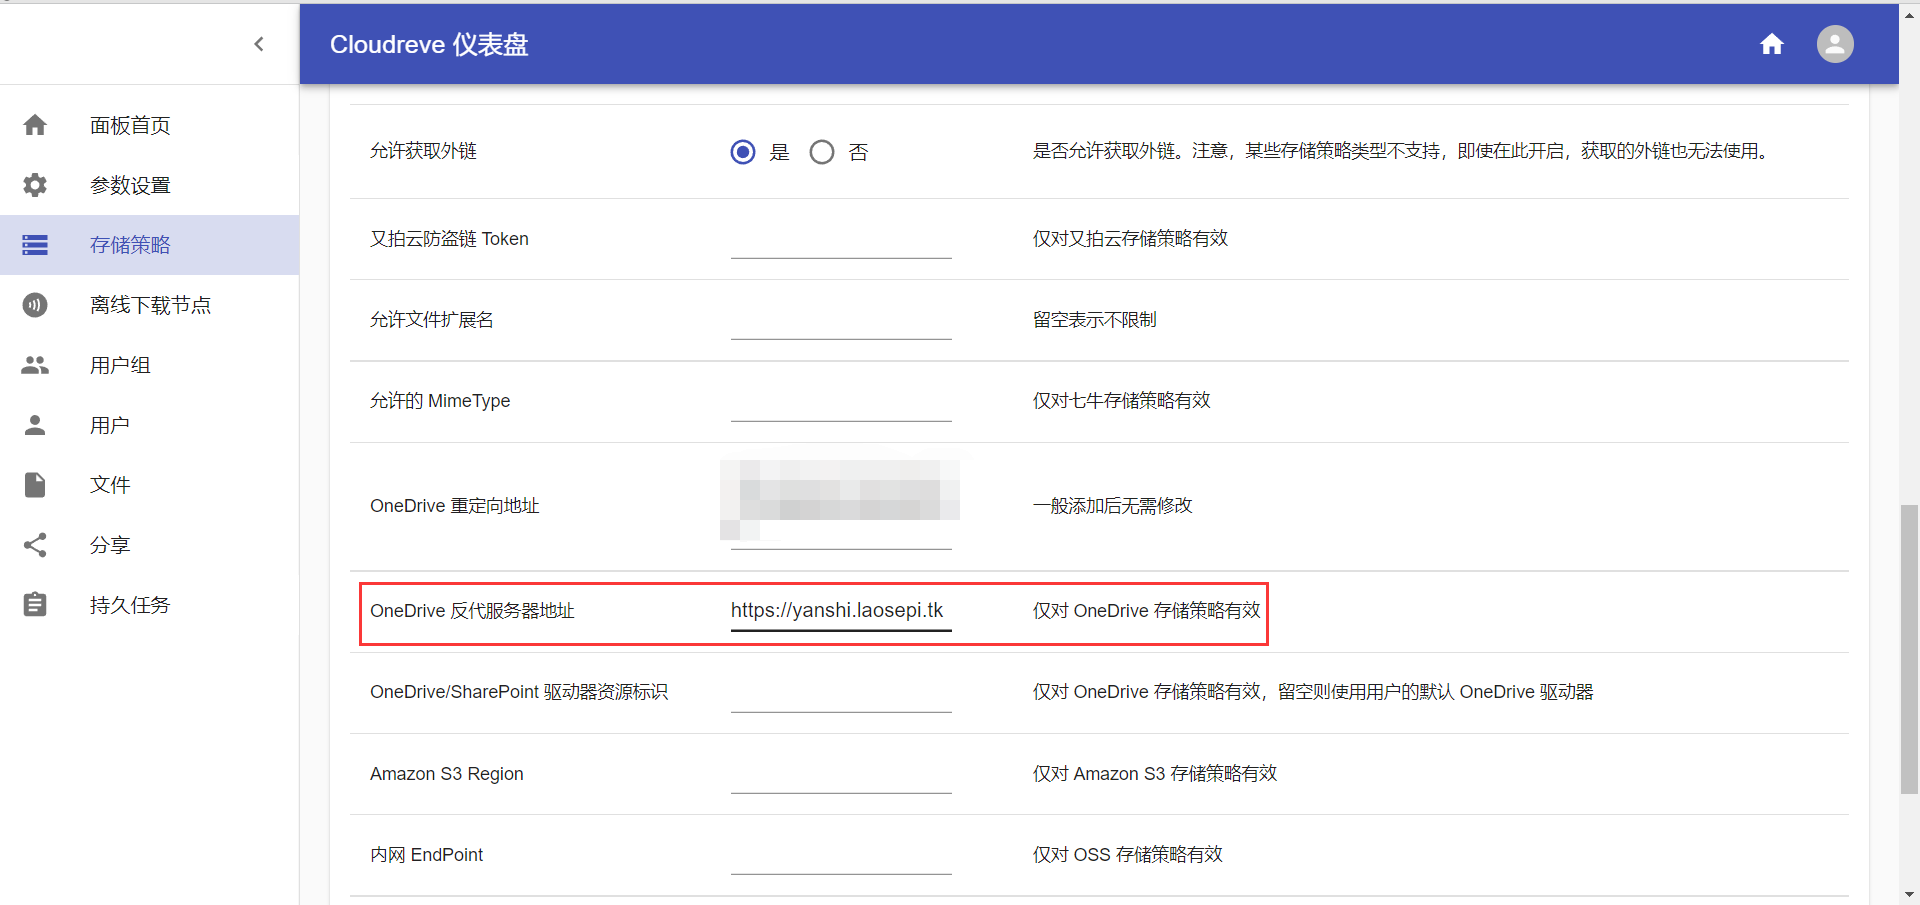 Cloudreve 仪表盘
面板首页
参数设置
存储策略
离线下载节点
用户组
用户
文件
分享
持久任务
允许获取外链 是 否 是否允许获取外链。注意，某些存储策略类型不支持，即使在此开启，获取的外链也无法使用。
又拍云防盗链 Token 仅对又拍云存储策略有效
允许文件扩展名 留空表示不限制
允许的 MimeType 仅对七牛存储策略有效
OneDrive 重定向地址 一般添加后无需修改
OneDrive 反代服务器地址 https://yanshi.laosepi.tk 仅对 OneDrive 存储策略有效
OneDrive/SharePoint 驱动器资源标识 仅对 OneDrive 存储策略有效，留空则使用用户的默认 OneDrive 驱动器
Amazon S3 Region 仅对 Amazon S3 存储策略有效
内网 EndPoint 仅对 OSS 存储策略有效